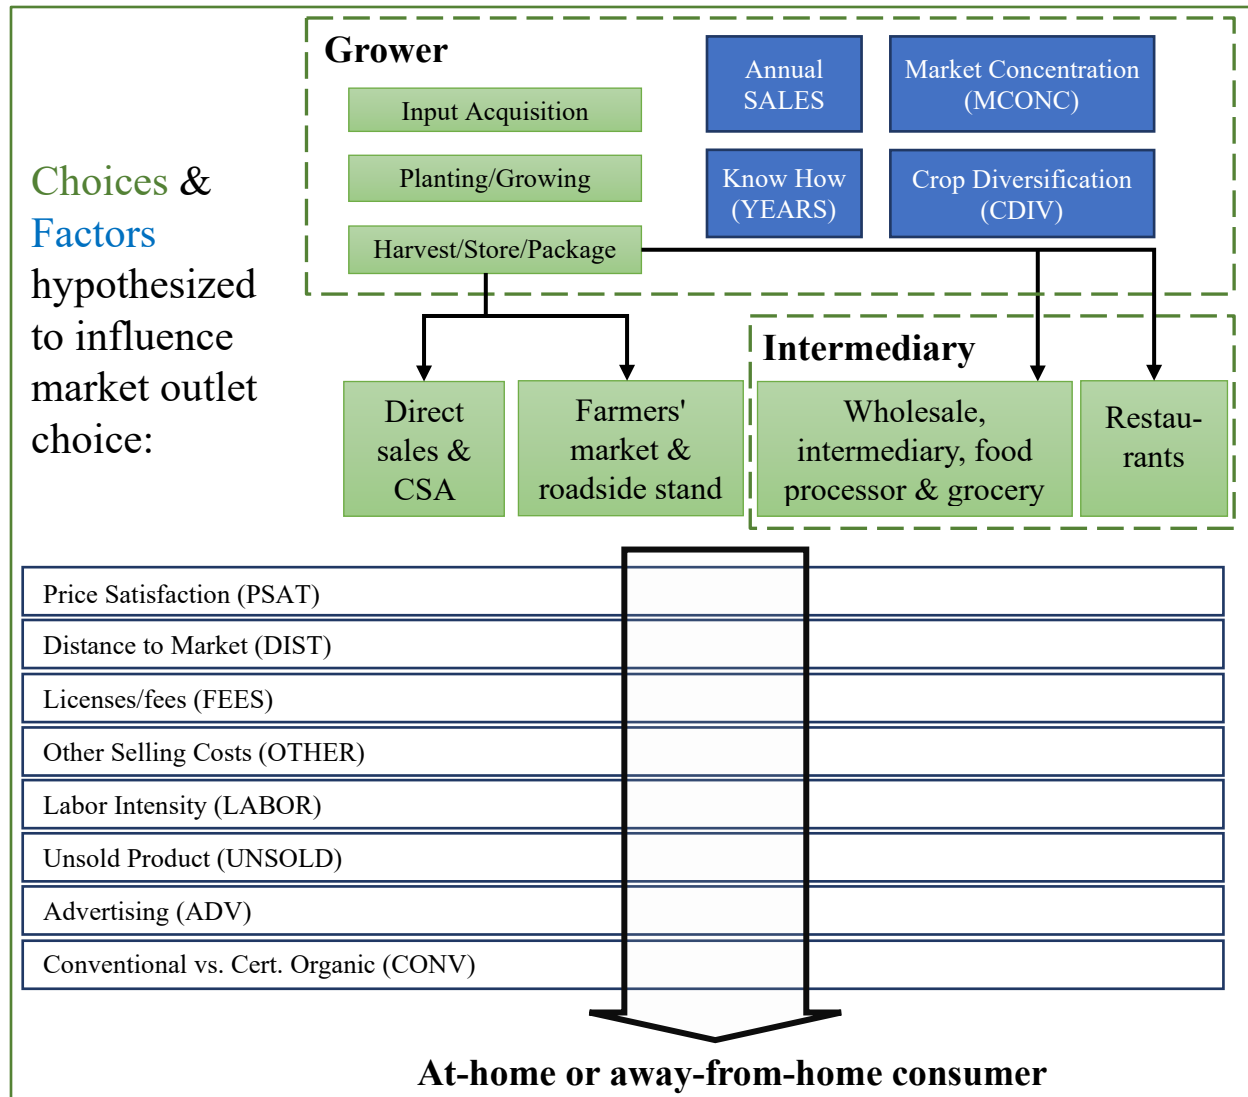 Choices &
Factors
hypothesized
to influence
market outlet
choice:
Grower
Input Acquisition
Planting/Growing
Harvest/Store/Package
Annual
SALES
Market Concentration
(MCONC)
Know How
(YEARS)
Crop Diversification
(CDIV)
Intermediary
Direct
sales &
CSA
Farmers'
market &
roadside stand
Wholesale,
intermediary, food
processor & grocery
Restau-
rants
Price Satisfaction (PSAT)
Distance to Market (DIST)
Licenses/fees (FEES)
Other Selling Costs (OTHER)
Labor Intensity (LABOR)
Unsold Product (UNSOLD)
Advertising (ADV)
Conventional vs. Cert. Organic (CONV)
At-home or away-from-home consumer